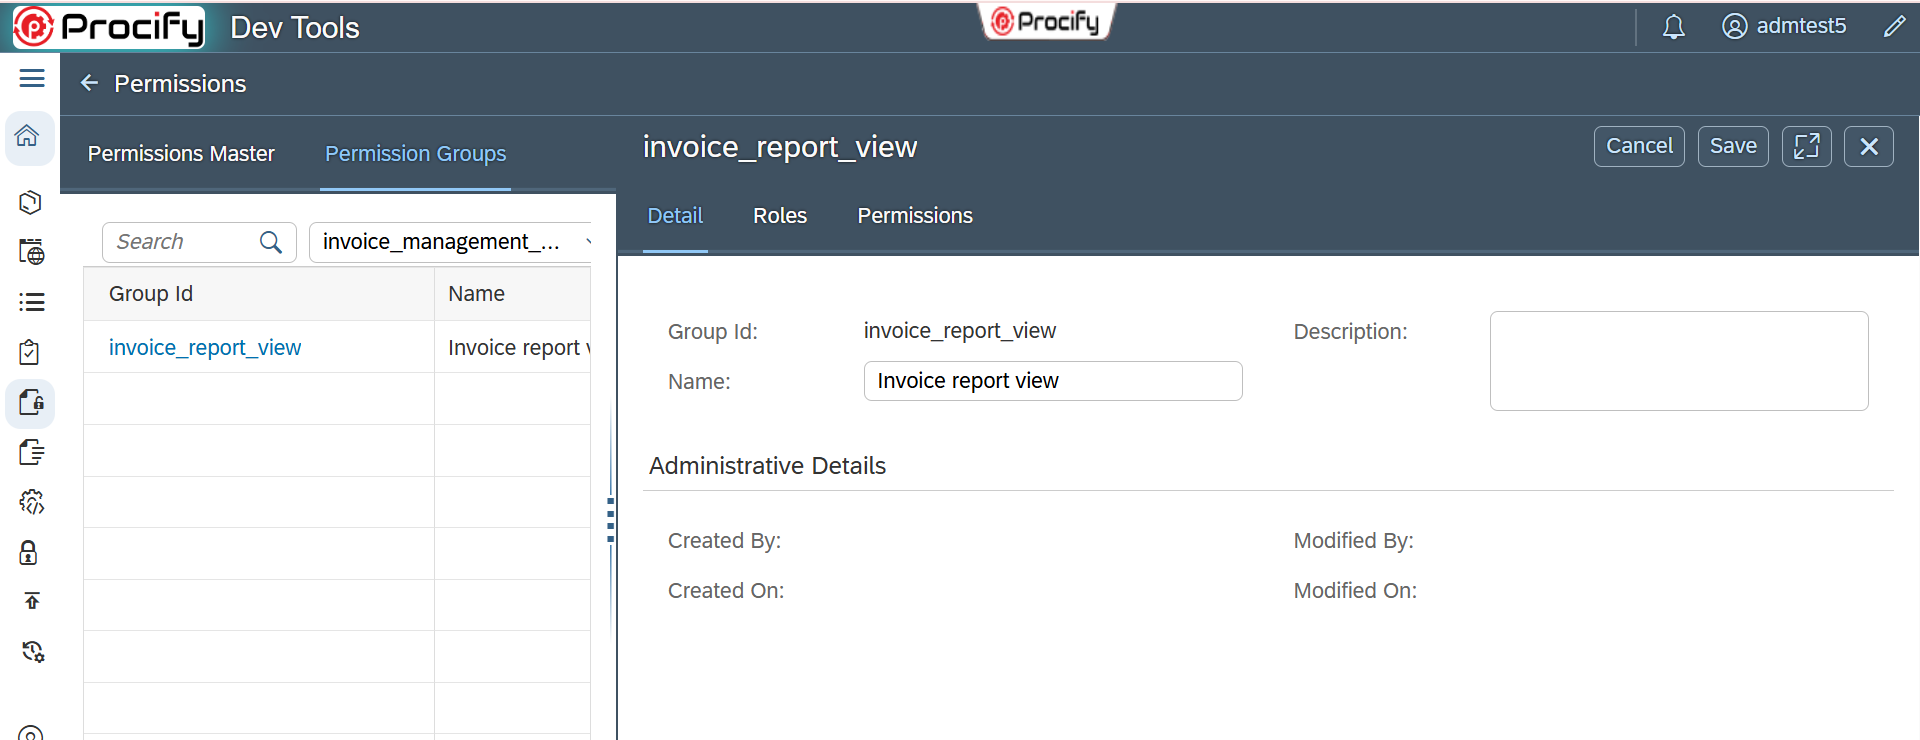 Procify Dev Tools
Procify
admtest5
Permissions
Permissions Master Permission Groups
invoice_report_view
Cancel Save
Detail Roles Permissions
Search
invoice_management_...
Group Id Name
invoice_report_view Invoice report
Group Id: invoice_report_view
Name: Invoice report view
Description:
Administrative Details
Created By:
Modified By:
Created On:
Modified On: